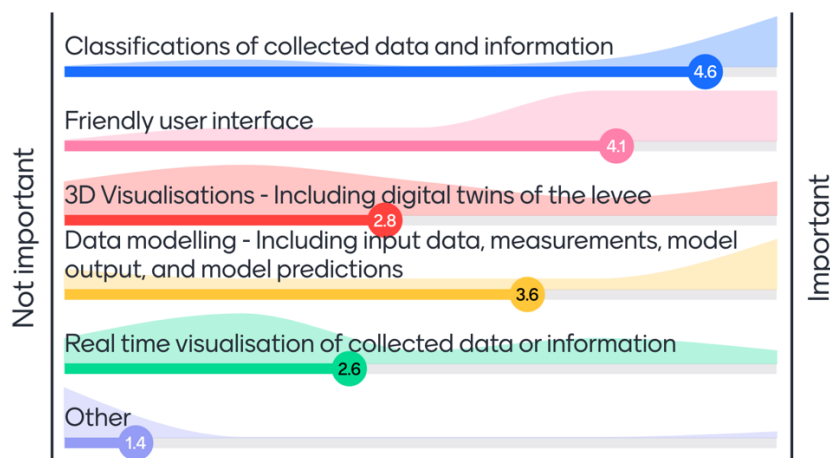 Classifications of collected data and information
4.6
Friendly user interface
4.1
3D Visualisations - Including digital twins of the levee
2.8
Data modelling - Including input data, measurements, model
output, and model predictions
3.6
Real time visualisation of collected data or information
2.6
Other
1.4
Not important
Important